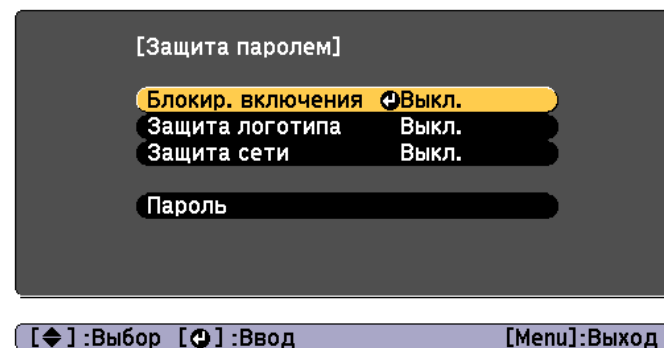 [Защита паролем]
Блокир. включения Выкл.
Защита логотипа Выкл.
Защита сети Выкл.
Пароль
[◆] :Выбор [⏎] :Ввод [Menu]:Выход